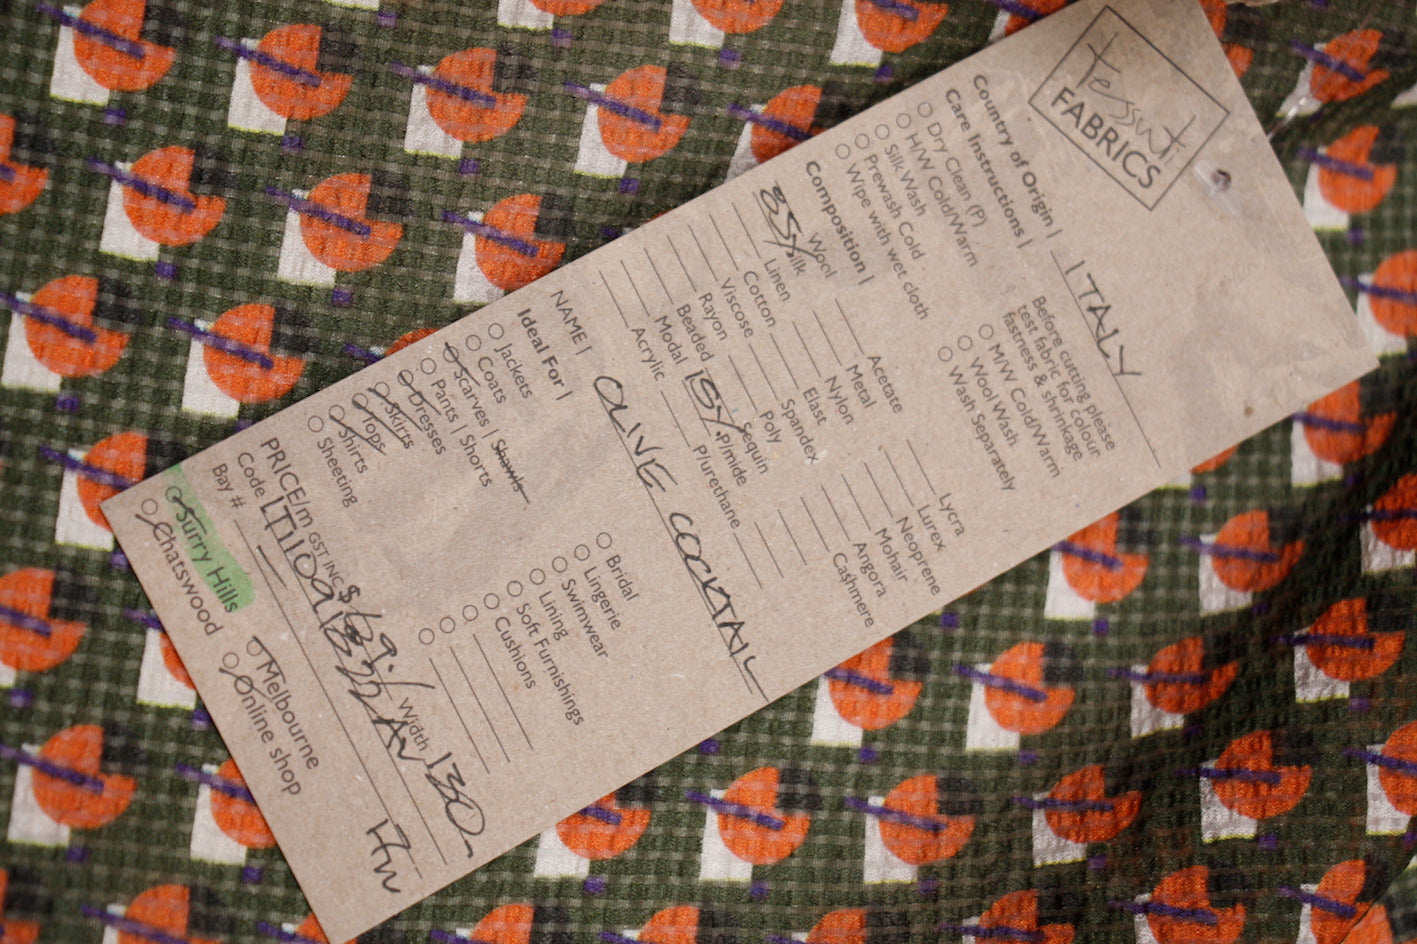 tessuti
FABRICS
Country of Origin | ITALY
Care Instructions |
Dry Clean (P)
H/W Cold/Warm
Silk Wash
Prewash Cold
Wipe with wet cloth
Before cutting please
test fabric for colour
fastness & shrinkage
M/W Cold/Warm
Wool Wash
Wash Separately
Composition |
Wool
85% Silk
Linen
Cotton
Viscose
Rayon
Beaded
Modal
Acrylic
Acetate
Metal
Nylon
Elast
Spandex
Poly
Sequin
15% P/mide
P/urethane
Lycra
Lurex
Neoprene
Mohair
Angora
Cashmere
NAME | OLIVE COCKTAIL
Ideal For |
Jackets
Coats
Scarves | Shawls
Pants | Shorts
Dresses
Skirts
Tops
Shirts
Sheeting
Bridal
Lingerie
Swimwear
Lining
Soft Furnishings
Cushions
PRICE/m GST INC $69.- Width 130
Code
Bay #
Surry Hills
Chatswood
Melbourne
Online shop